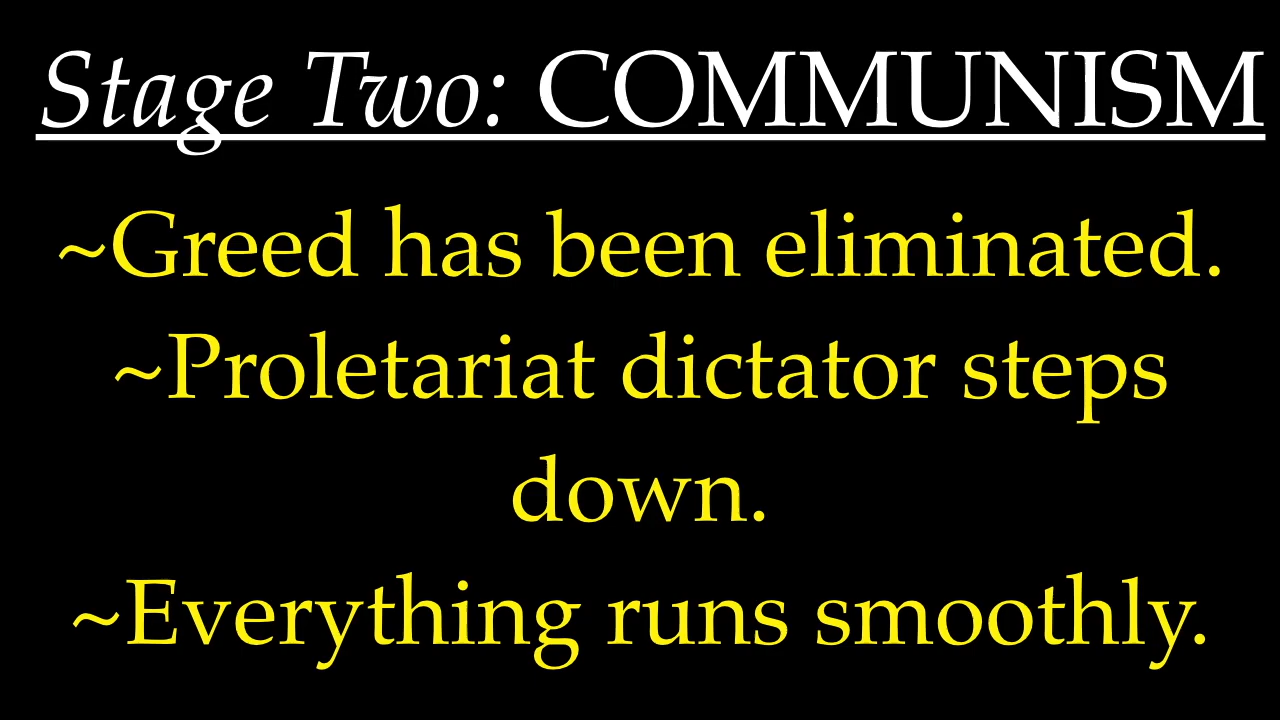 Stage Two: COMMUNISM
~Greed has been eliminated.
~Proletariat dictator steps
down.
~Everything runs smoothly.